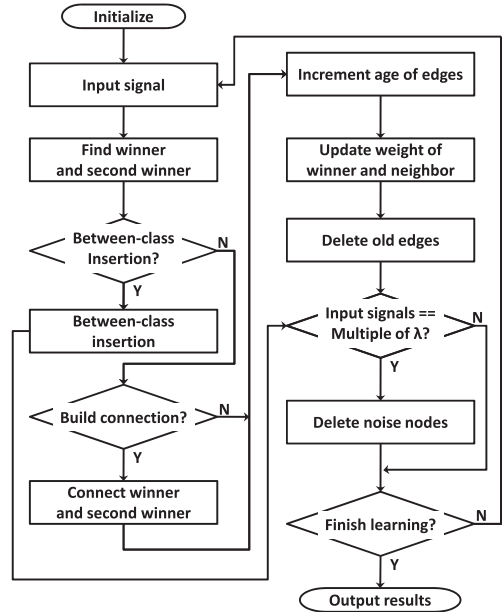 Initialize
Input signal
Find winner
and second winner
Between-class
Insertion?
N
Y
Between-class
insertion
Build connection?
N
Y
Connect winner
and second winner
Increment age of edges
Update weight of
winner and neighbor
Delete old edges
Input signals ==
Multiple of λ?
N
Y
Delete noise nodes
Finish learning?
N
Y
Output results